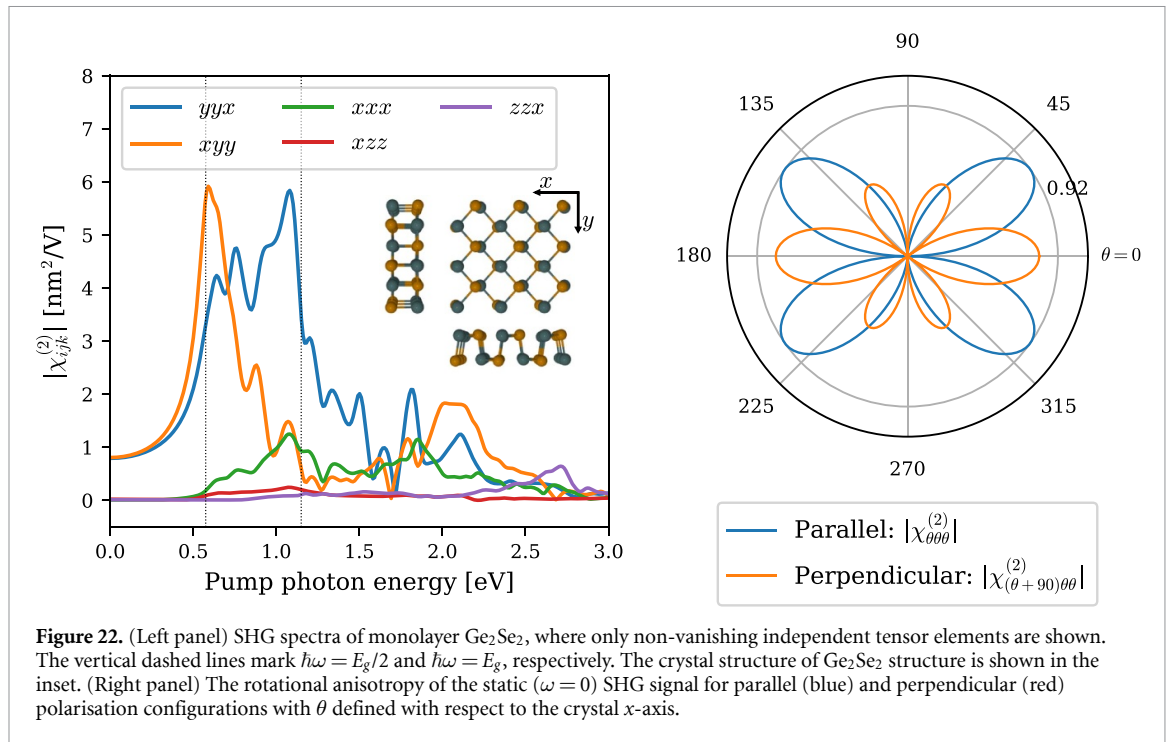 8
7
6
5
4
3
2
1
0
|χ^{(2)}_{ijk}| [nm²/V]
yyx
xxx
zzx
xyy
xzz
x
y
0.0 0.5 1.0 1.5 2.0 2.5 3.0
Pump photon energy [eV]
90
135
45
0.92
180
θ = 0
225
315
270
Parallel: |χ^{(2)}_{θθθ}|
Perpendicular: |χ^{(2)}_{(θ+90)θθ}|
Figure 22. (Left panel) SHG spectra of monolayer Ge₂Se₂, where only non-vanishing independent tensor elements are shown.
The vertical dashed lines mark ħω = E_g/2 and ħω = E_g, respectively. The crystal structure of Ge₂Se₂ structure is shown in the
inset. (Right panel) The rotational anisotropy of the static (ω = 0) SHG signal for parallel (blue) and perpendicular (red)
polarisation configurations with θ defined with respect to the crystal x-axis.